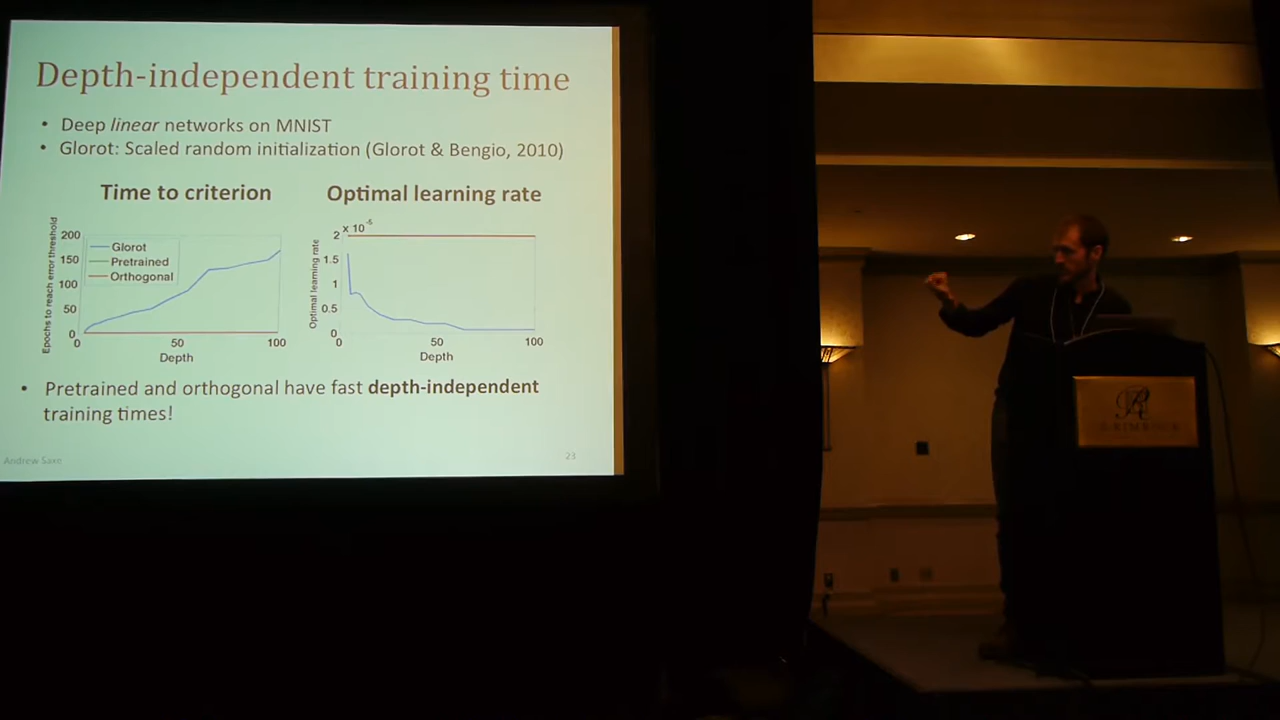 Depth-independent training time
• Deep linear networks on MNIST
• Glorot: Scaled random initialization (Glorot & Bengio, 2010)
Time to criterion
Optimal learning rate
Epochs to reach error threshold
200
150
100
50
0
Glorot
Pretrained
Orthogonal
0 50 100
Depth
Optimal learning rate
x 10⁻⁵
2
1.5
1
0.5
0
0 50 100
Depth
• Pretrained and orthogonal have fast depth-independent
training times!
Andrew Saxe
23
R
RIMROCK